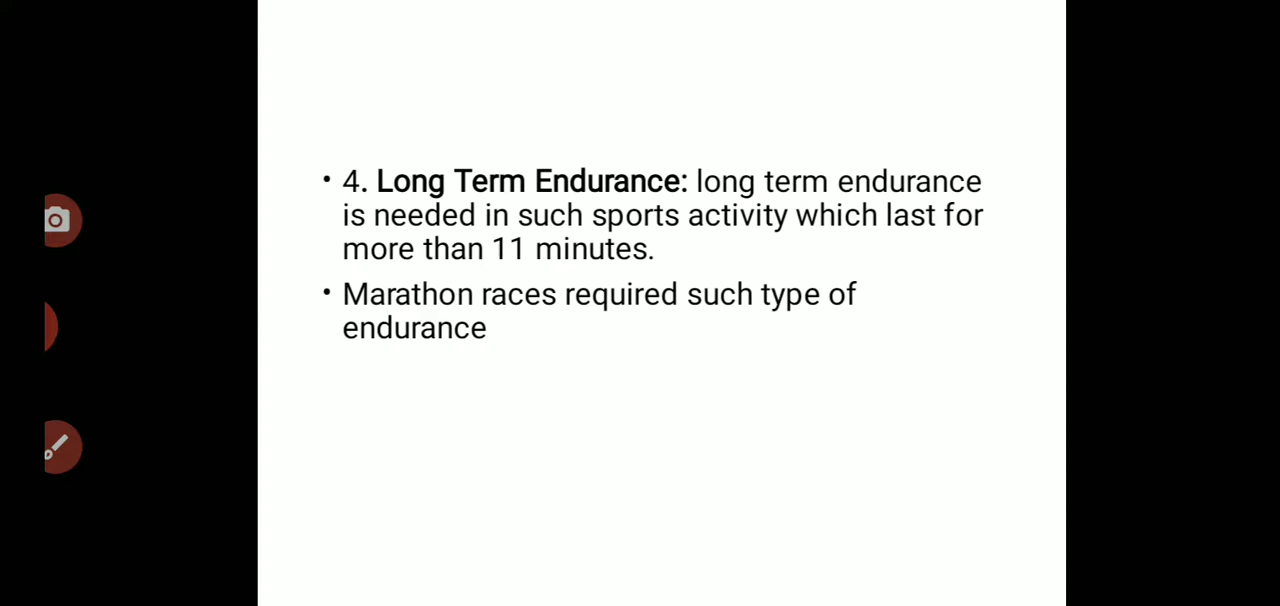 • 4. Long Term Endurance: long term endurance
is needed in such sports activity which last for
more than 11 minutes.
• Marathon races required such type of
endurance